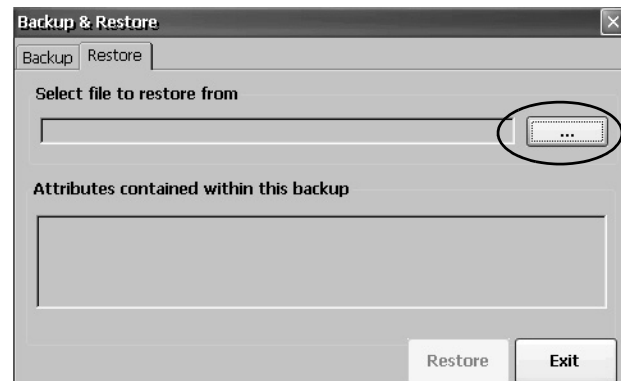 Backup & Restore
Backup Restore
Select file to restore from
...
Attributes contained within this backup
Restore Exit